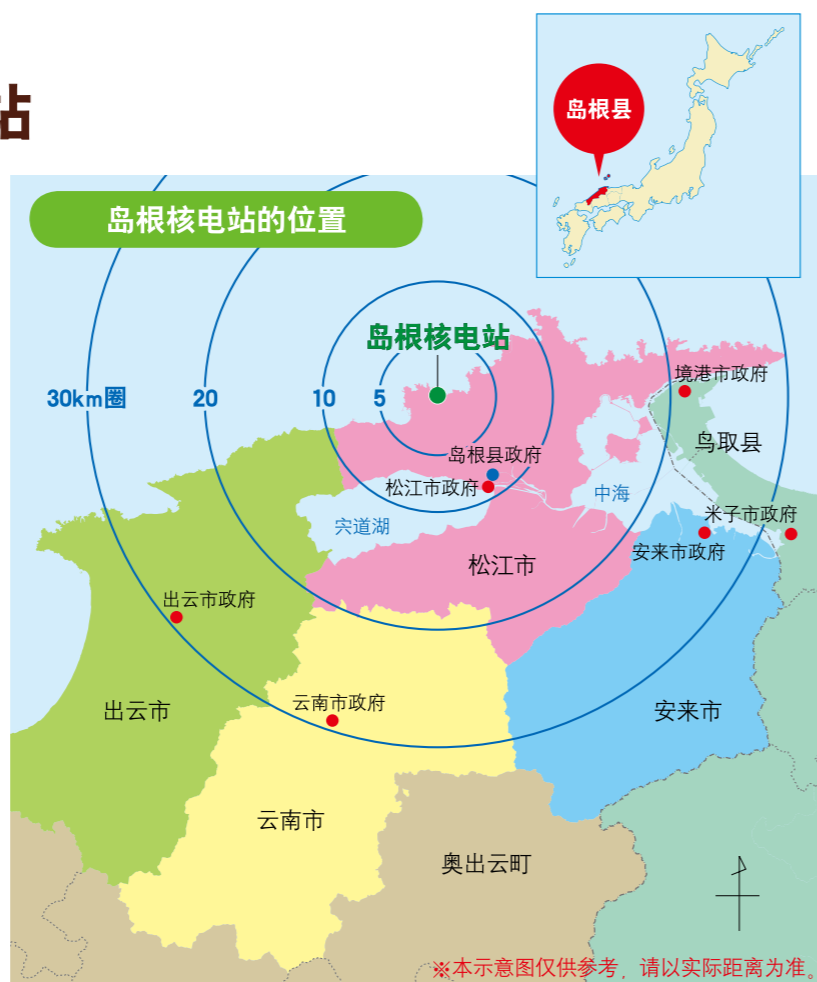 站
岛根县
岛根核电站的位置
岛根核电站
30km圈
20
10
5
境港市政府
鸟取县
岛根县政府
松江市政府
中海
米子市政府
宍道湖
安来市政府
松江市
出云市政府
云南市政府
出云市
安来市
云南市
奥出云町
※本示意图仅供参考，请以实际距离为准。